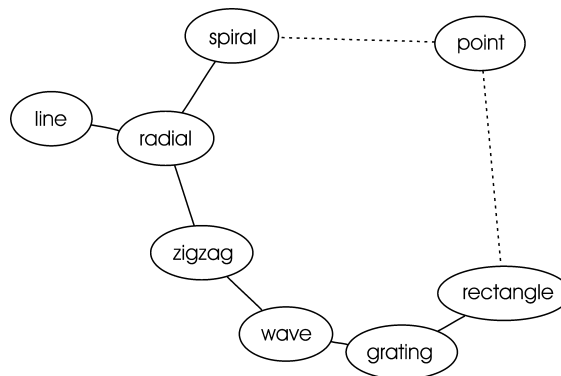 spiral
point
line
radial
zigzag
rectangle
wave
grating